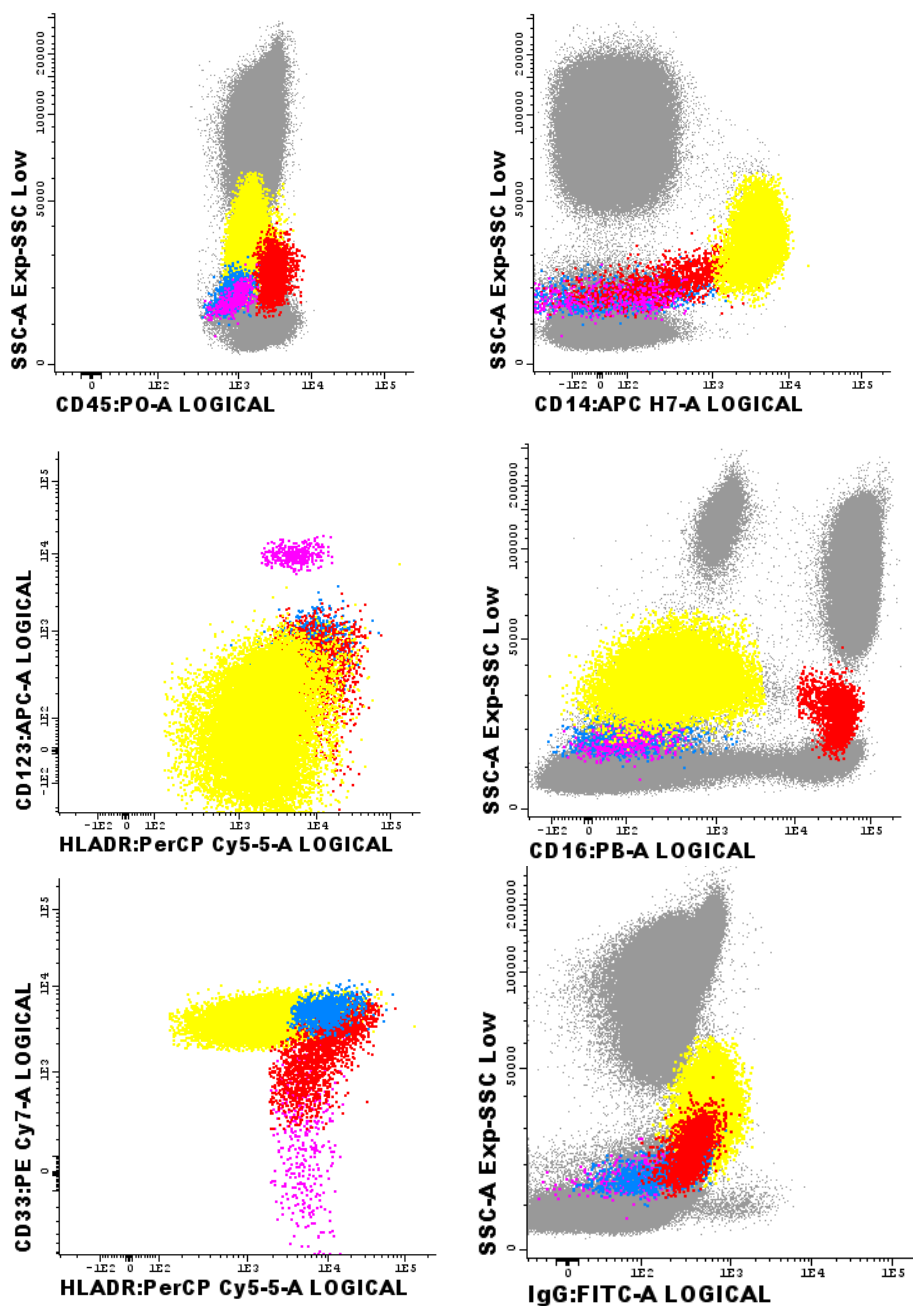 SSC-A Exp-SSC Low
0
50000
100000
200000
0
1E2
1E3
1E4
1E5
CD45:PO-A LOGICAL
SSC-A Exp-SSC Low
0
50000
100000
200000
-1E2
0
1E2
1E3
1E4
1E5
CD14:APC H7-A LOGICAL
CD123:APC-A LOGICAL
-1E2
0
1E2
1E3
1E4
1E5
-1E2
0
1E2
1E3
1E4
1E5
HLADR:PerCP Cy5-5-A LOGICAL
SSC-A Exp-SSC Low
0
50000
100000
200000
-1E2
0
1E2
1E3
1E4
1E5
CD16:PB-A LOGICAL
CD33:PE Cy7-A LOGICAL
0
1E3
1E4
1E5
-1E2
0
1E2
1E3
1E4
1E5
HLADR:PerCP Cy5-5-A LOGICAL
SSC-A Exp-SSC Low
0
50000
100000
200000
0
1E2
1E3
1E4
1E5
IgG:FITC-A LOGICAL